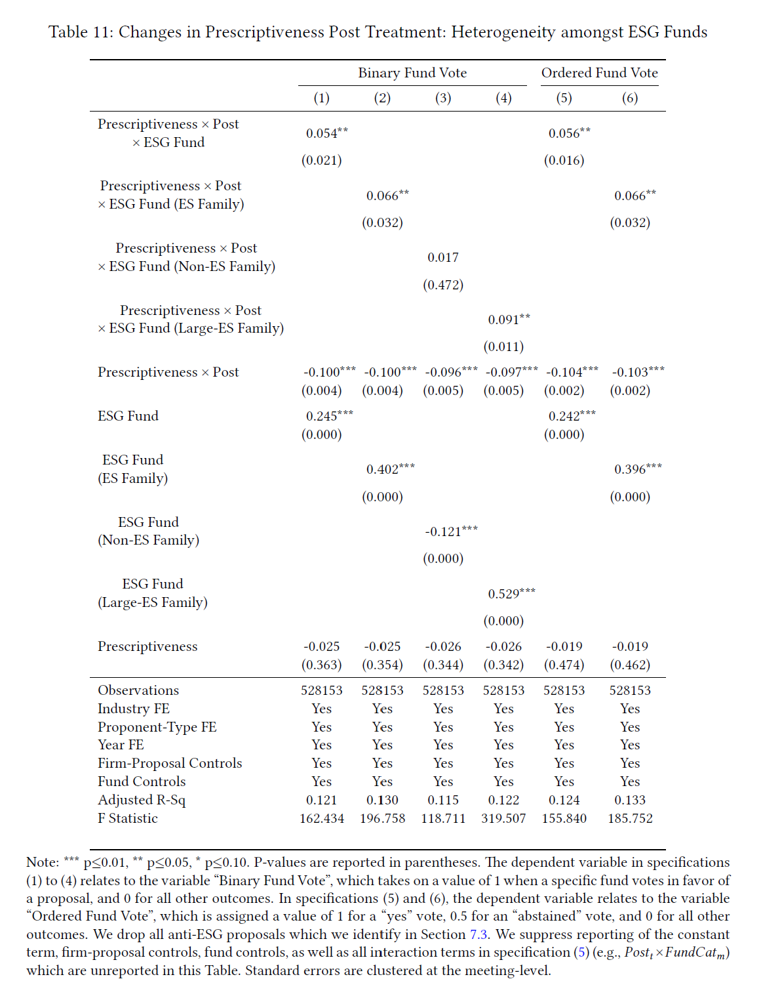 Table 11: Changes in Prescriptiveness Post Treatment: Heterogeneity amongst ESG Funds
Binary Fund Vote Ordered Fund Vote
(1) (2) (3) (4) (5) (6)
Prescriptiveness × Post
× ESG Fund
0.054** 0.056**
(0.021) (0.016)
Prescriptiveness × Post
× ESG Fund (ES Family)
0.066** 0.066**
(0.032) (0.032)
Prescriptiveness × Post
× ESG Fund (Non-ES Family)
0.017
(0.472)
Prescriptiveness × Post
× ESG Fund (Large-ES Family)
0.091**
(0.011)
Prescriptiveness × Post -0.100*** -0.100*** -0.096*** -0.097*** -0.104*** -0.103***
(0.004) (0.004) (0.005) (0.005) (0.002) (0.002)
ESG Fund 0.245*** 0.242***
(0.000) (0.000)
ESG Fund
(ES Family)
0.402*** 0.396***
(0.000) (0.000)
ESG Fund
(Non-ES Family)
-0.121***
(0.000)
ESG Fund
(Large-ES Family)
0.529***
(0.000)
Prescriptiveness -0.025 -0.025 -0.026 -0.026 -0.019 -0.019
(0.363) (0.354) (0.344) (0.342) (0.474) (0.462)
Observations 528153 528153 528153 528153 528153 528153
Industry FE Yes Yes Yes Yes Yes Yes
Proponent-Type FE Yes Yes Yes Yes Yes Yes
Year FE Yes Yes Yes Yes Yes Yes
Firm-Proposal Controls Yes Yes Yes Yes Yes Yes
Fund Controls Yes Yes Yes Yes Yes Yes
Adjusted R-Sq 0.121 0.130 0.115 0.122 0.124 0.133
F Statistic 162.434 196.758 118.711 319.507 155.840 185.752
Note: *** p≤0.01, ** p≤0.05, * p≤0.10. P-values are reported in parentheses. The dependent variable in specifications
(1) to (4) relates to the variable “Binary Fund Vote”, which takes on a value of 1 when a specific fund votes in favor of
a proposal, and 0 for all other outcomes. In specifications (5) and (6), the dependent variable relates to the variable
“Ordered Fund Vote”, which is assigned a value of 1 for a “yes” vote, 0.5 for an “abstained” vote, and 0 for all other
outcomes. We drop all anti-ESG proposals which we identify in Section 7.3. We suppress reporting of the constant
term, firm-proposal controls, fund controls, as well as all interaction terms in specification (5) (e.g., Postₜ×FundCatₘ)
which are unreported in this Table. Standard errors are clustered at the meeting-level.